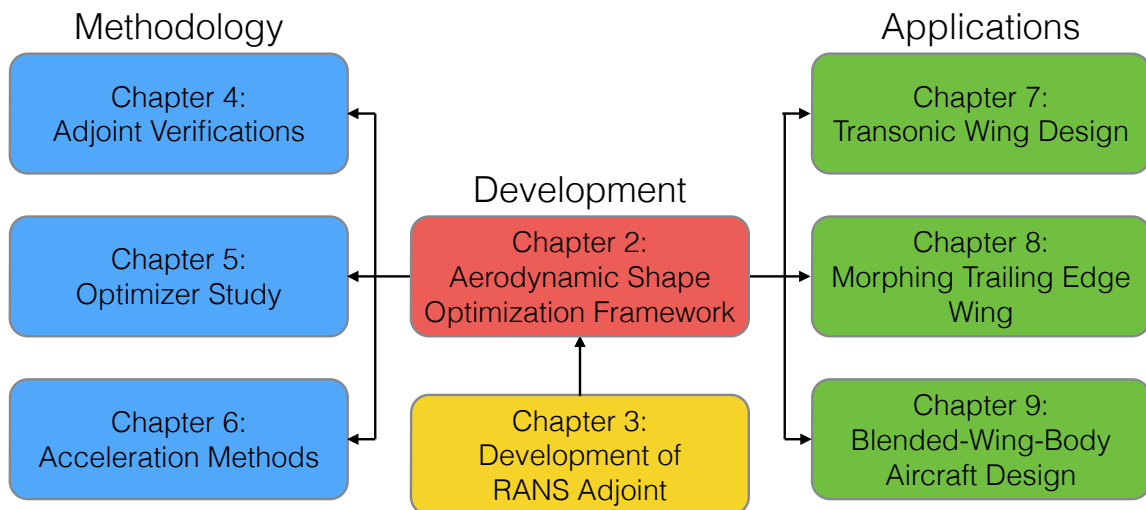 Methodology
Chapter 4:
Adjoint Verifications
Chapter 5:
Optimizer Study
Chapter 6:
Acceleration Methods
Development
Chapter 2:
Aerodynamic Shape
Optimization Framework
Chapter 3:
Development of
RANS Adjoint
Applications
Chapter 7:
Transonic Wing Design
Chapter 8:
Morphing Trailing Edge
Wing
Chapter 9:
Blended-Wing-Body
Aircraft Design